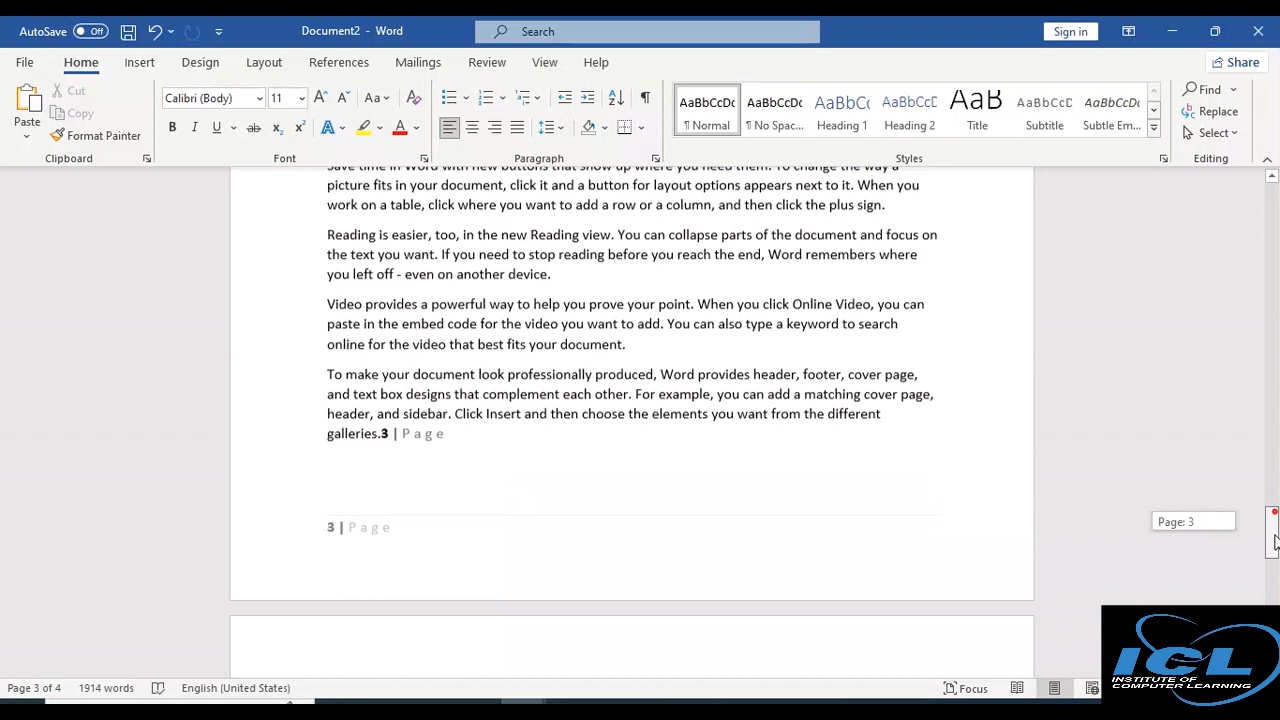 AutoSave Off Document2 - Word Search Sign in
File Home Insert Design Layout References Mailings Review View Help Share
Paste Cut Copy Format Painter Calibri (Body) 11 AaBbCcDc AaBbCcDc AaBbCc AaBbCcD AaB AaBbCcD AaBbCcD Find Replace Select
¶ Normal ¶ No Spac... Heading 1 Heading 2 Title Subtitle Subtle Em...
Clipboard Font Paragraph Styles Editing
Save time in Word with new buttons that show up where you need them. To change the way a
picture fits in your document, click it and a button for layout options appears next to it. When you
work on a table, click where you want to add a row or a column, and then click the plus sign.
Reading is easier, too, in the new Reading view. You can collapse parts of the document and focus on
the text you want. If you need to stop reading before you reach the end, Word remembers where
you left off - even on another device.
Video provides a powerful way to help you prove your point. When you click Online Video, you can
paste in the embed code for the video you want to add. You can also type a keyword to search
online for the video that best fits your document.
To make your document look professionally produced, Word provides header, footer, cover page,
and text box designs that complement each other. For example, you can add a matching cover page,
header, and sidebar. Click Insert and then choose the elements you want from the different
galleries.3 | P a g e
3 | P a g e
Page: 3
ICL
INSTITUTE OF
COMPUTER LEARNING
Page 3 of 4 1914 words English (United States) Focus